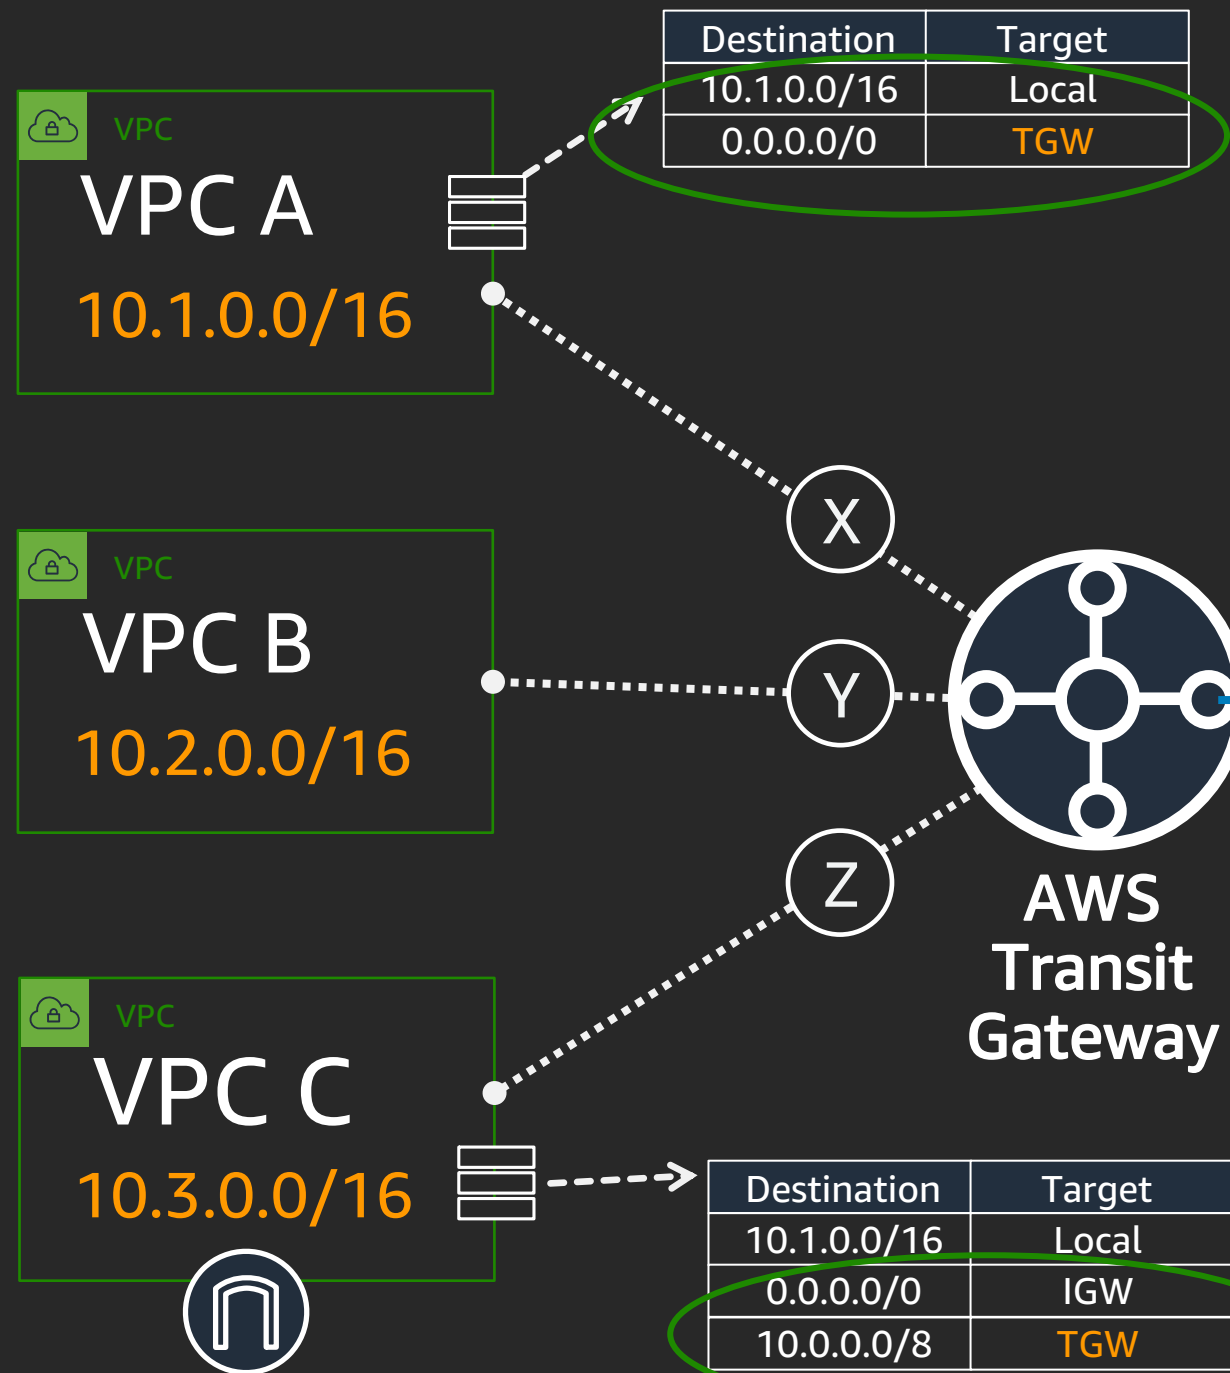 Destination Target
10.1.0.0/16 Local
0.0.0.0/0 TGW
VPC
VPC A
10.1.0.0/16
X
VPC
VPC B
10.2.0.0/16
Y
Z
AWS
Transit
Gateway
VPC
VPC C
10.3.0.0/16
Destination Target
10.1.0.0/16 Local
0.0.0.0/0 IGW
10.0.0.0/8 TGW